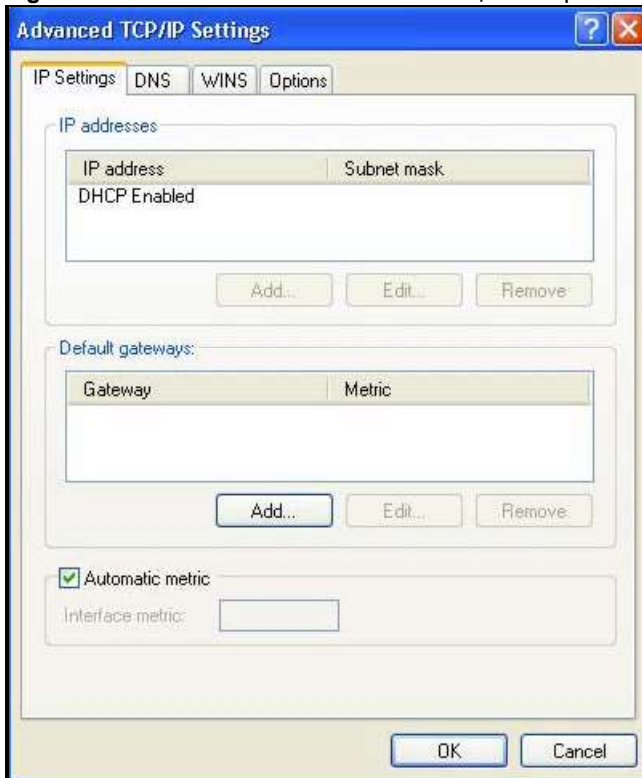 Advanced TCP/IP Settings
IP Settings DNS WINS Options
IP addresses
IP address Subnet mask
DHCP Enabled
Add... Edit... Remove
Default gateways:
Gateway Metric
Add... Edit... Remove
Automatic metric
Interface metric:
OK Cancel